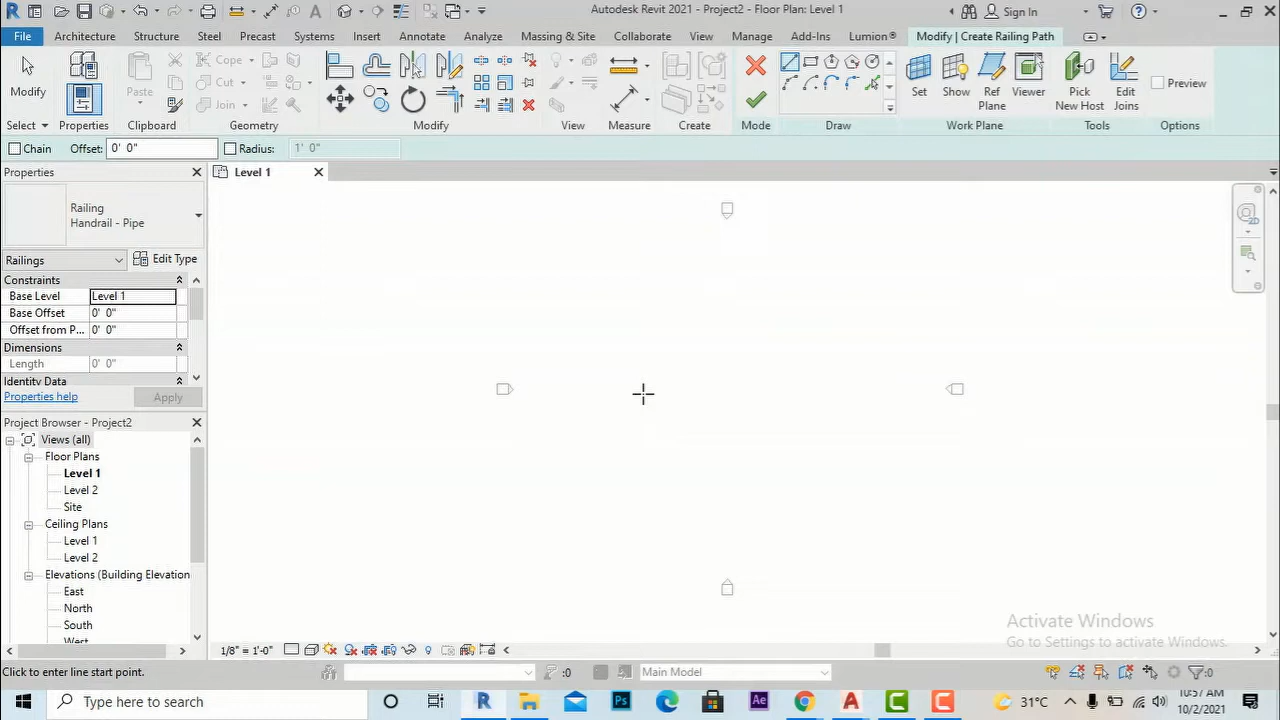 Autodesk Revit 2021 - Project2 - Floor Plan: Level 1
Sign In
File Architecture Structure Steel Precast Systems Insert Annotate Analyze Massing & Site Collaborate View Manage Add-Ins Lumion® Modify | Create Railing Path
Modify
Paste
Cope
Cut
Join
Set
Show
Ref Plane
Viewer
Pick New Host
Edit Joins
Preview
Select Properties Clipboard Geometry Modify View Measure Create Mode Draw Work Plane Tools Options
Chain Offset: 0' 0" Radius: 1' 0"
Properties
Level 1
Railing
Handrail - Pipe
Railings Edit Type
Constraints
Base Level Level 1
Base Offset 0' 0"
Offset from P... 0' 0"
Dimensions
Length 0' 0"
Identity Data
Properties help Apply
Project Browser - Project2
Views (all)
Floor Plans
Level 1
Level 2
Site
Ceiling Plans
Level 1
Level 2
Elevations (Building Elevation
East
North
South
West
2D
Activate Windows
Go to Settings to activate Windows.
1/8" = 1'-0"
Click to enter line start point. :0 Main Model :0
Type here to search
R
Ps
Ae
A
C
C
31°C
10:57 AM
10/2/2021